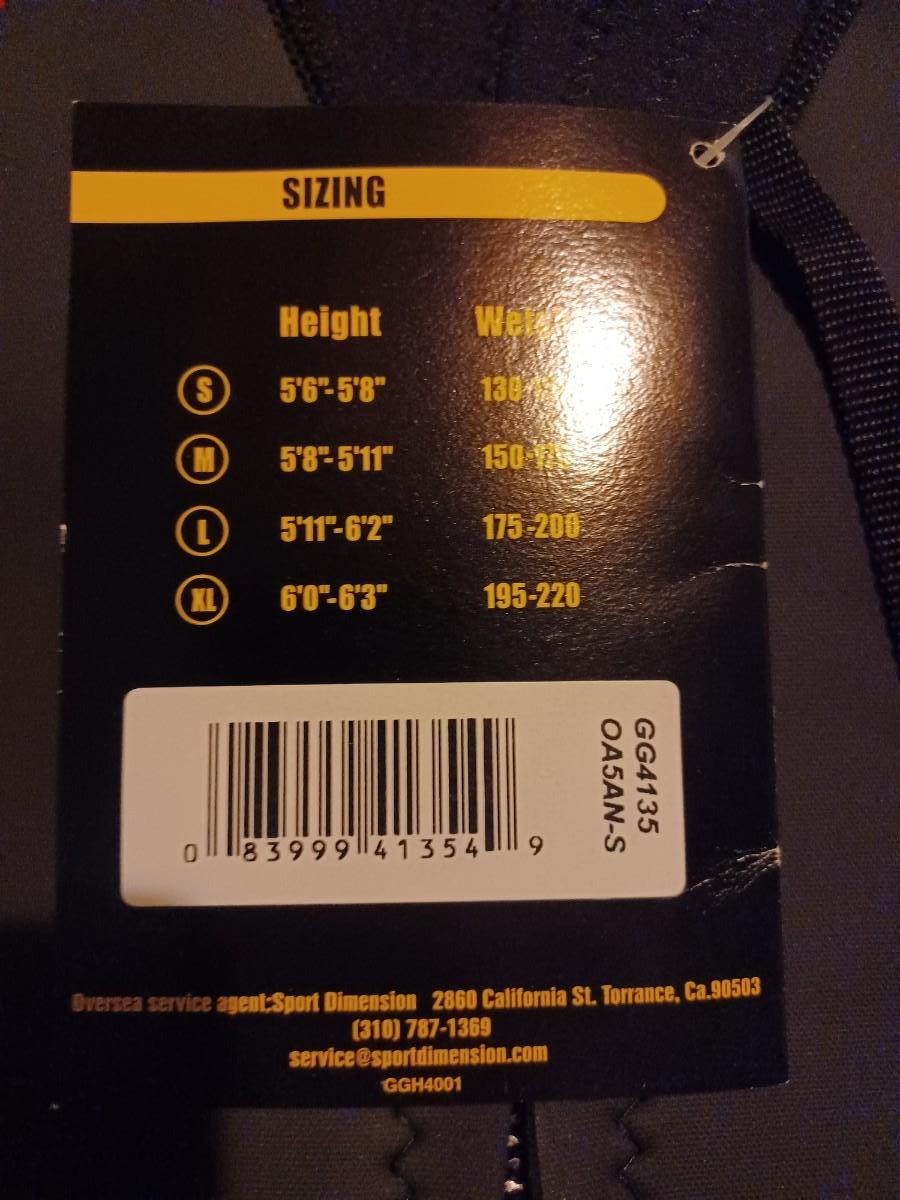 SIZING
Height
S 5'6"-5'8" 130
M 5'8"-5'11"
L 5'11"-6'2" 175-200
XL 6'0"-6'3" 195-220
GG4135
OA5AN-S
0 83999 41354 9
Oversea service agent:Sport Dimension 2860 California St. Torrance, Ca.90503
(310) 787-1369
service@sportdimension.com
GGH4001